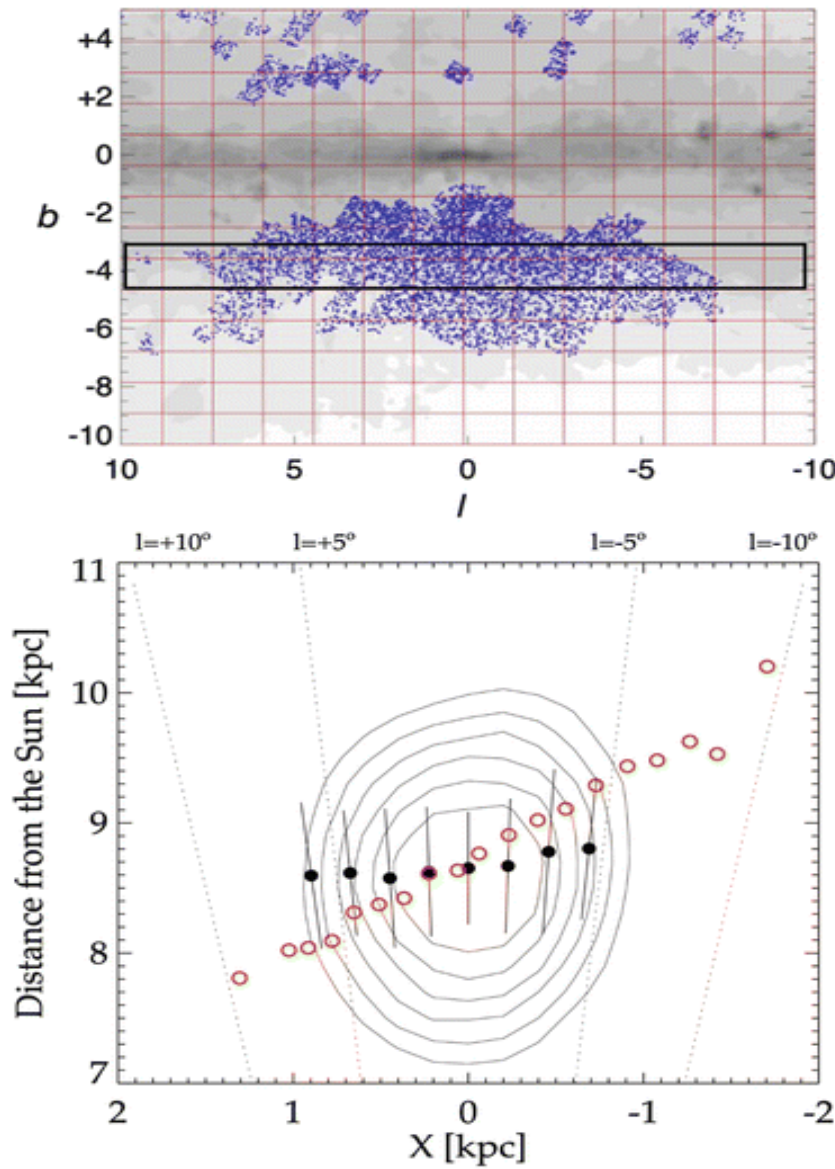 +4
+2
0
-2
-4
-6
-8
-10
b
10 5 0 -5 -10
l
l=+10° l=+5° l=-5° l=-10°
11
10
9
8
7
Distance from the Sun [kpc]
2 1 0 -1 -2
X [kpc]